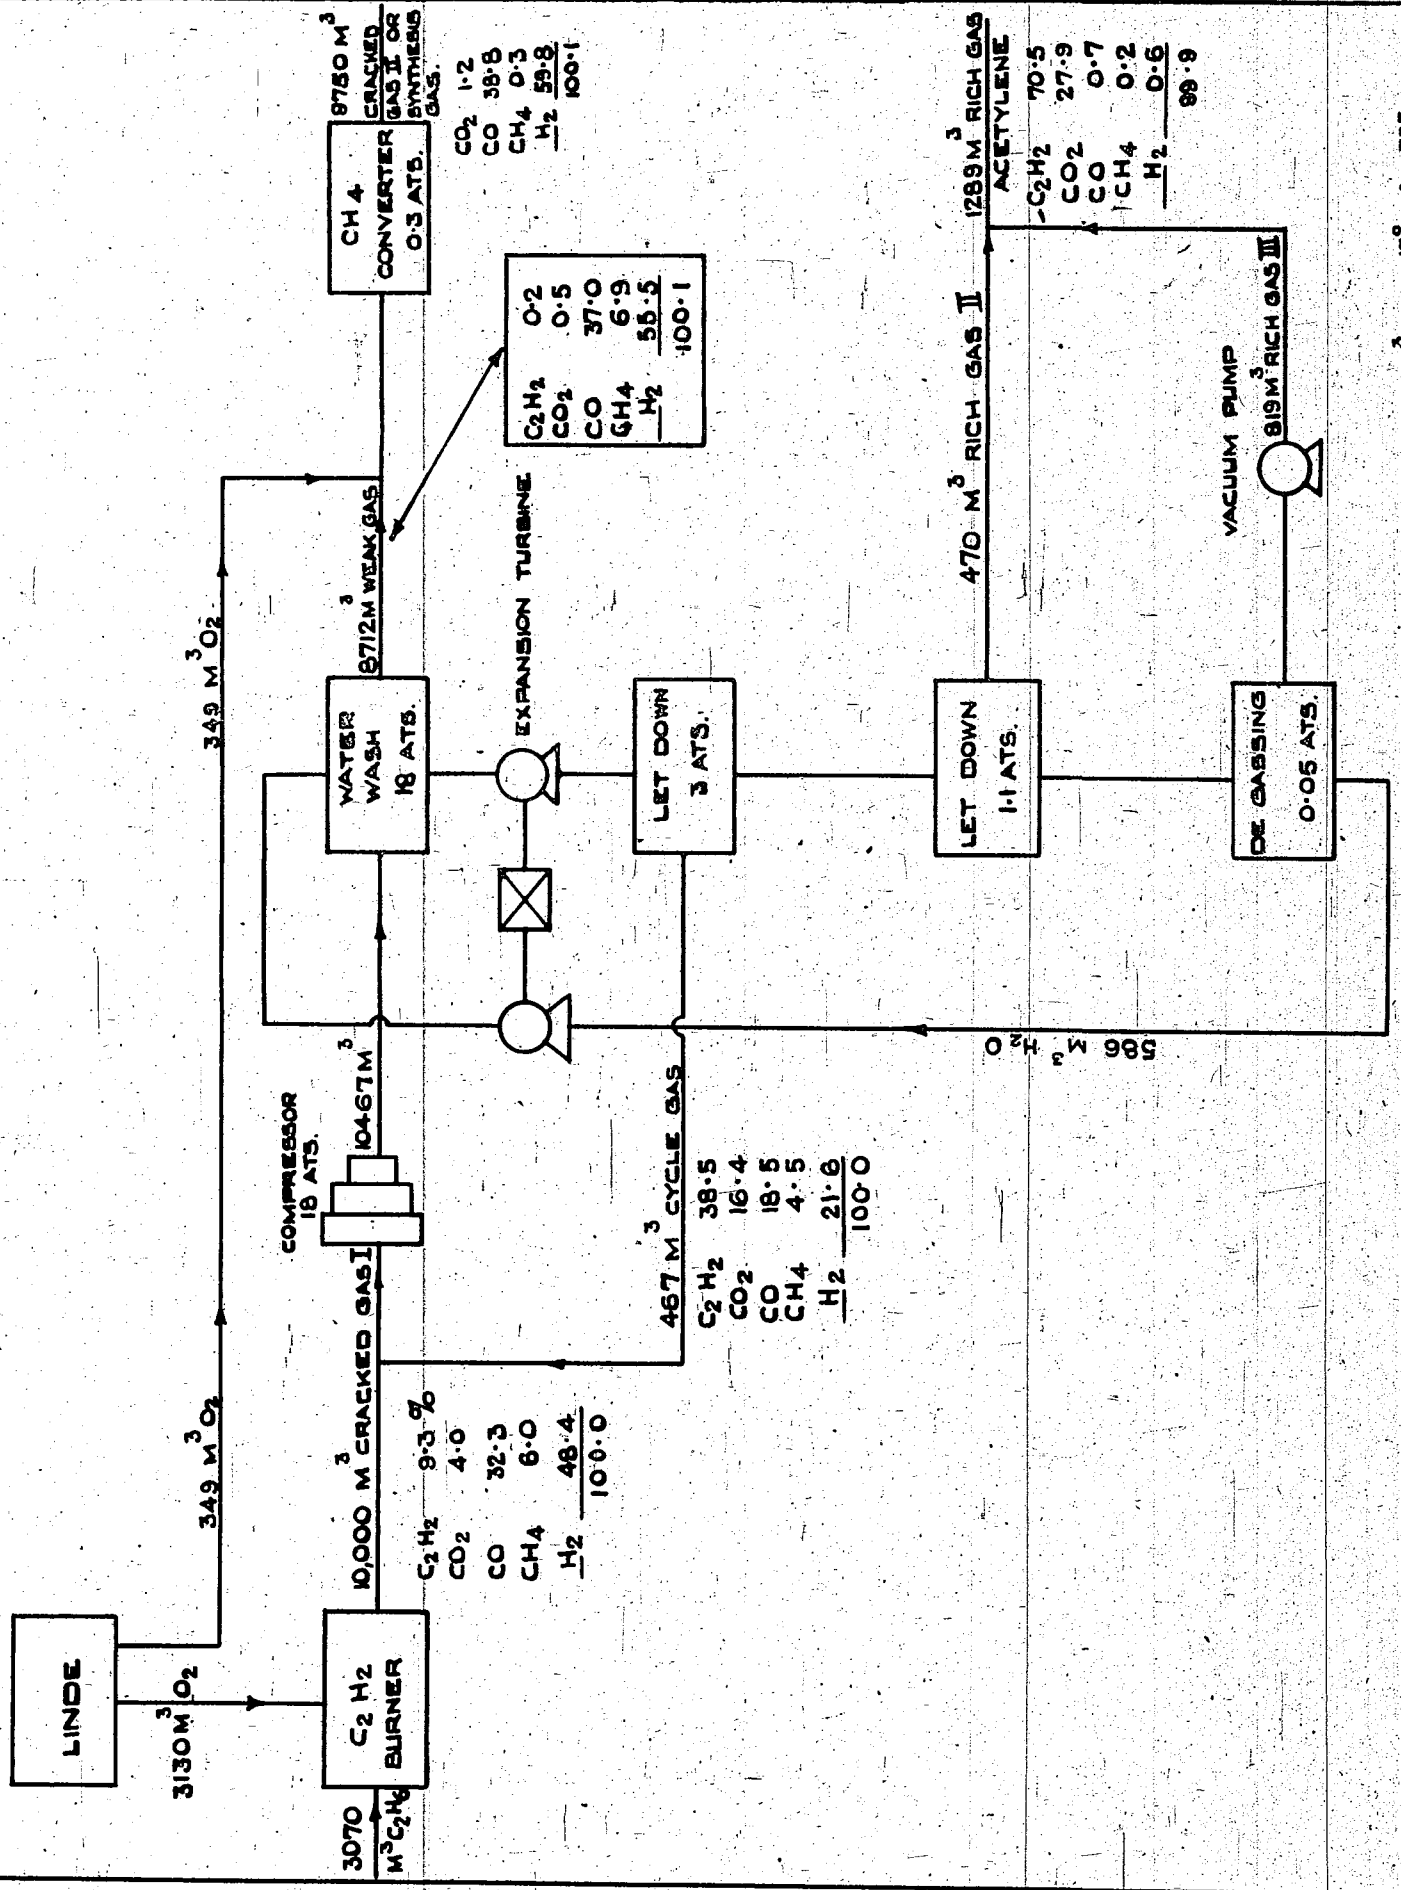 LINDE
349 M³ O₂
349 M³ O₂
3130 M³ O₂
3070
M³ C₂H₆
C₂ H₂
BURNER
10,000 M³ CRACKED GAS I
C₂ H₂ 9·3 %
CO₂ 4·0
CO 32·3
CH₄ 6·0
H₂ 48·4
100·0
COMPRESSOR
18 ATS.
10467 M³
WATER
WASH
18 ATS.
8712 M³ WEAK GAS
C₂H₂ 0·2
CO₂ 0·5
CO 37·0
CH₄ 6·9
H₂ 55·5
100·1
CH 4
CONVERTER
0·3 ATS.
9750 M³
CRACKED
GAS II OR
SYNTHESIS
GAS.
CO₂ 1·2
CO 38·8
CH₄ 0·3
H₂ 59·8
100·1
EXPANSION TURBINE
LET DOWN
3 ATS.
467 M³ CYCLE GAS
C₂ H₂ 38·5
CO₂ 16·4
CO 18·5
CH₄ 4·5
H₂ 21·6
100·0
586 M³ H₂O
LET DOWN
1·1 ATS.
470 M³ RICH GAS II
1289 M³ RICH GAS
ACETYLENE
C₂H₂ 70·5
CO₂ 27·9
CO 0·7
CH₄ 0·2
H₂ 0·6
99·9
DE GASSING
0·05 ATS.
VACUUM PUMP
819 M³ RICH GAS III